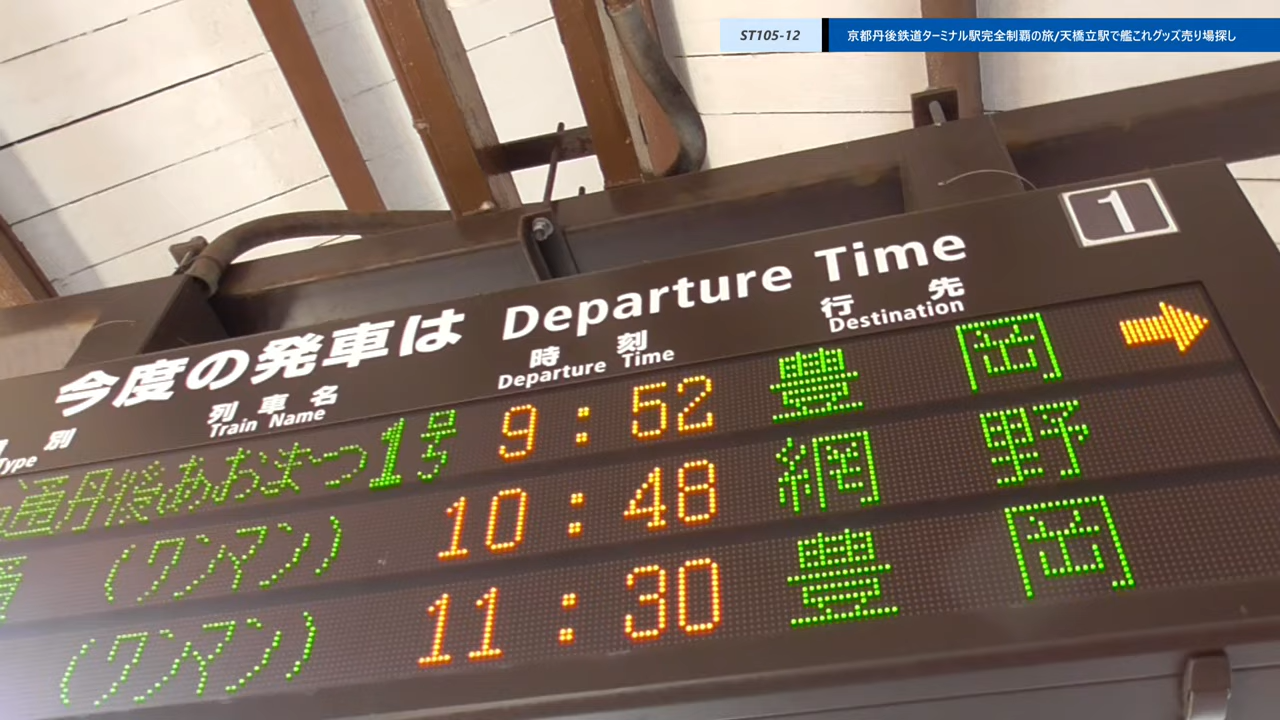 ST105-12
京都丹後鉄道ターミナル駅完全制覇の旅/天橋立駅で艦これグッズ売り場探し
1
今度の発車は Departure Time
別 列車名 時刻 行先
Type Train Name Departure Time Destination
通丹後あおまつ1号 9:52 豊岡 →
(ワンマン) 10:48 網野
(ワンマン) 11:30 豊岡